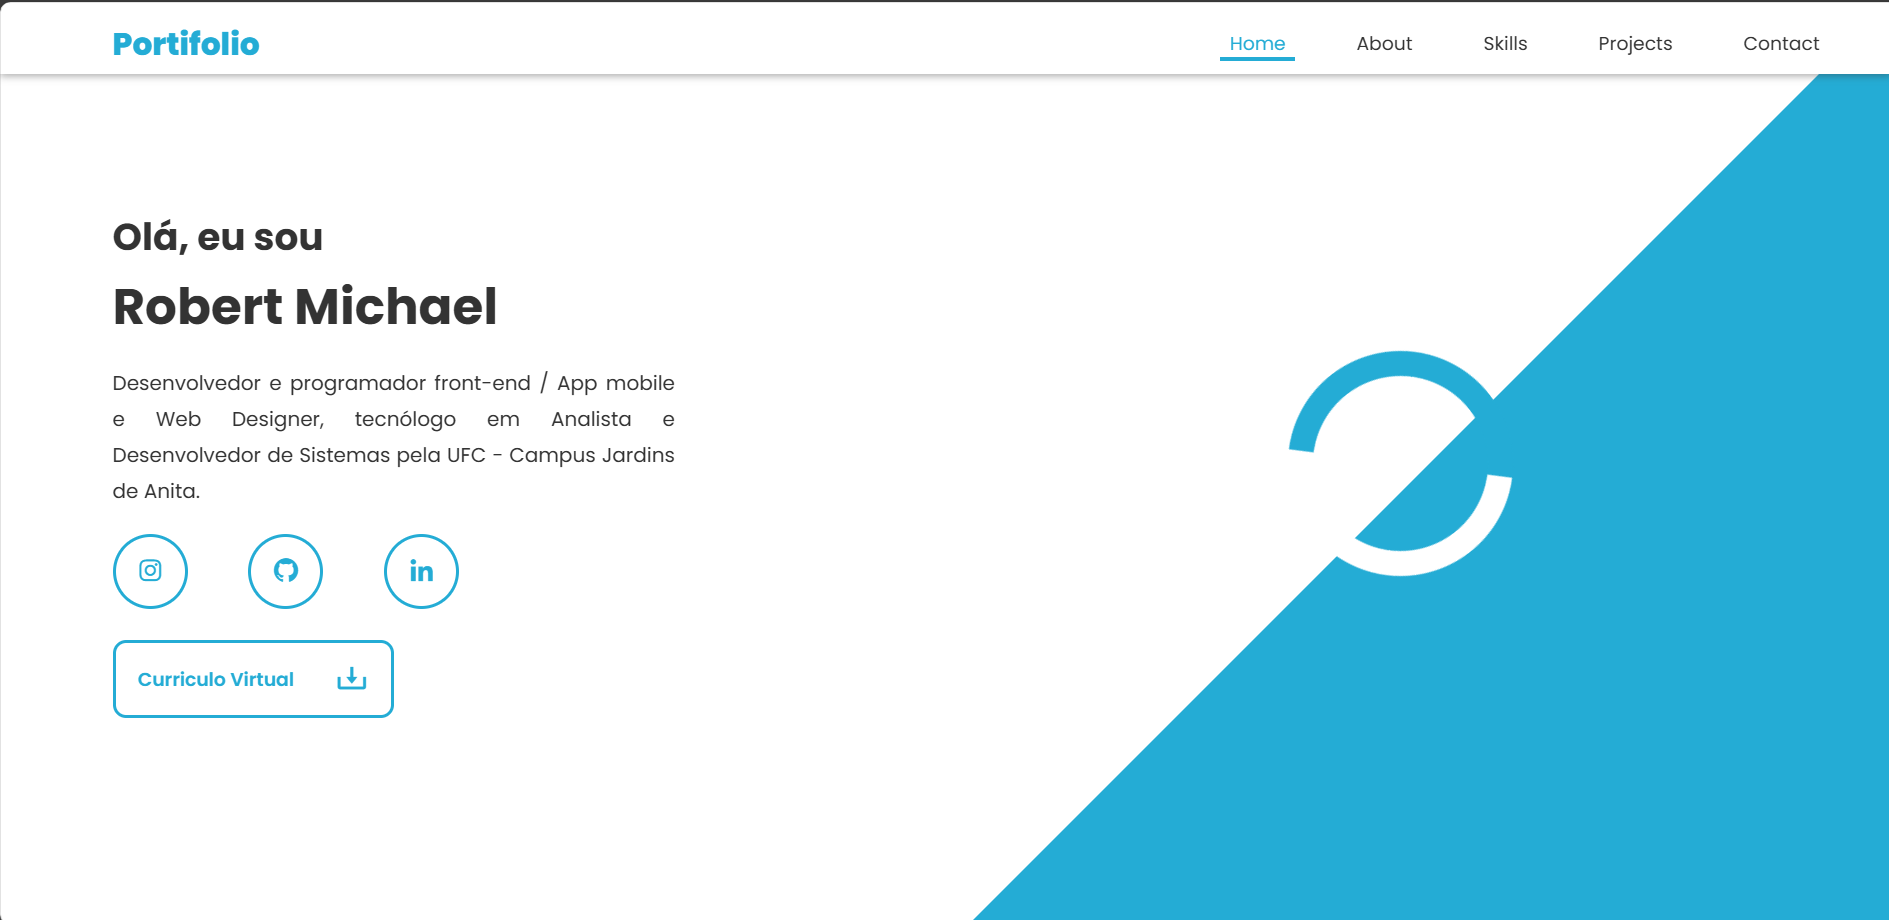 Portifolio
Home About Skills Projects Contact
Olá, eu sou
Robert Michael
Desenvolvedor e programador front-end / App mobile
e Web Designer, tecnólogo em Analista e
Desenvolvedor de Sistemas pela UFC - Campus Jardins
de Anita.
Curriculo Virtual